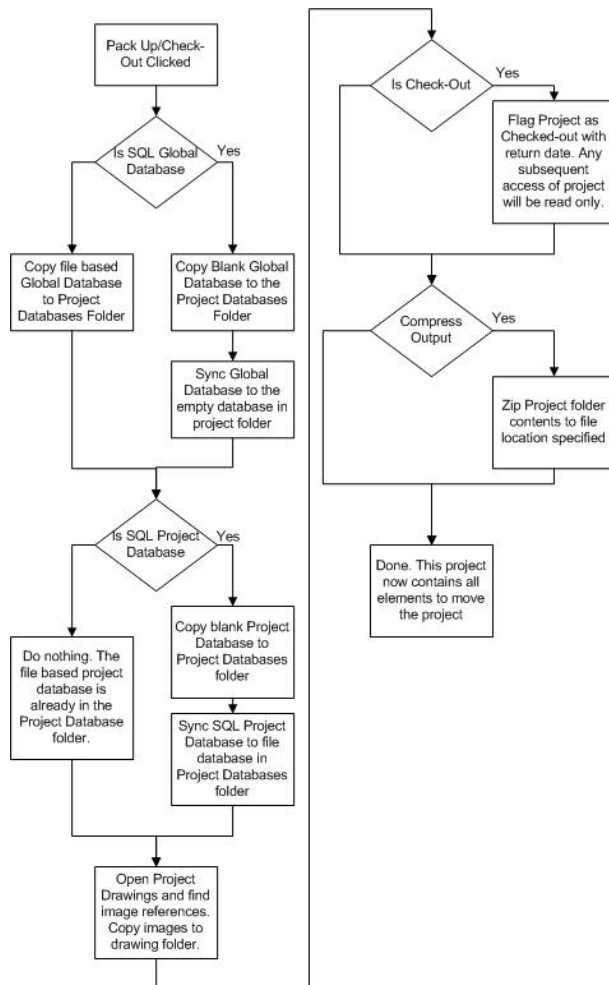 Pack Up/Check-
Out Clicked
Is SQL Global
Database
Yes
Copy file based
Global Database
to Project
Databases Folder
Copy Blank Global
Database to the
Project Databases
Folder
Sync Global
Database to the
empty database in
project folder
Is SQL Project
Database
Yes
Do nothing. The
file based project
database is
already in the
Project Database
folder.
Copy blank Project
Database to
Project Databases
folder
Sync SQL Project
Database to file
database in
Project Databases
folder
Open Project
Drawings and find
image references.
Copy images to
drawing folder.
Is Check-Out
Yes
Flag Project as
Checked-out with
return date. Any
subsequent
access of project
will be read only.
Compress
Output
Yes
Zip Project folder
contents to file
location specified
Done. This project
now contains all
elements to move
the project